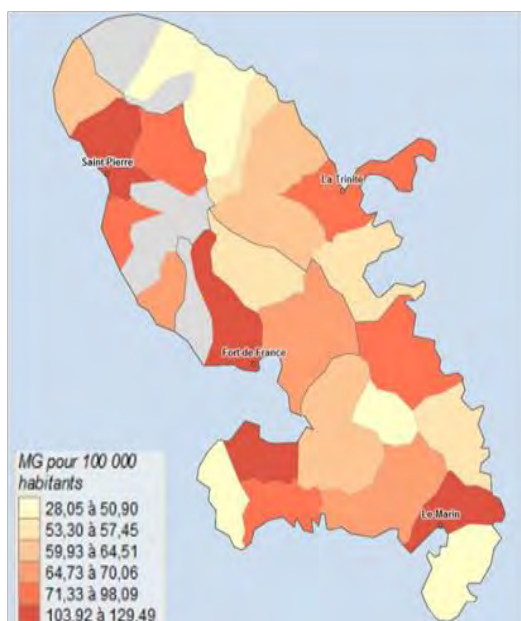 Saint-Pierre
La Trinité
Fort de France
Le Marin
MG pour 100 000
habitants
28,05 à 50,90
53,30 à 57,45
59,93 à 64,51
64,73 à 70,06
71,33 à 98,09
103,92 à 129,49